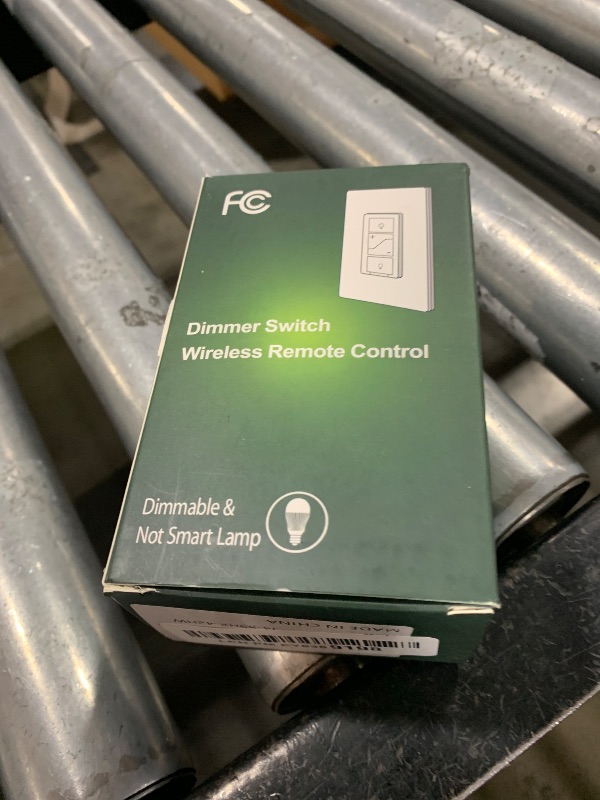 FC
Dimmer Switch
Wireless Remote Control
Dimmable &
Not Smart Lamp
MADE IN CHINA